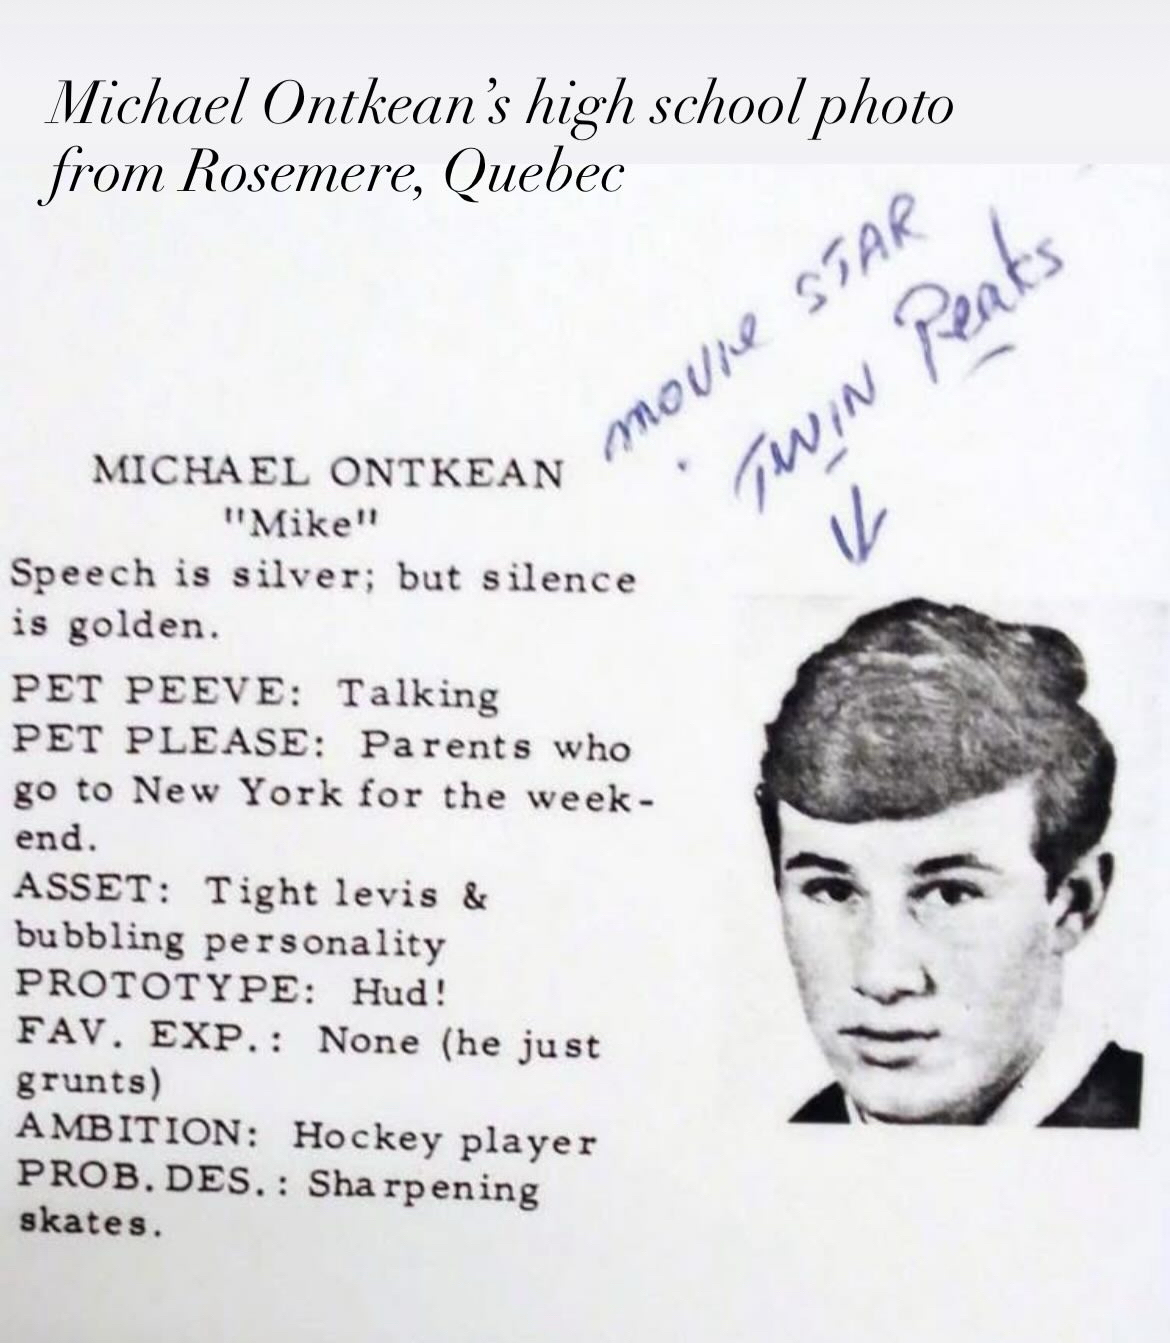 Michael Ontkean’s high school photo
from Rosemere, Quebec
movie STAR
TWIN Peaks
MICHAEL ONTKEAN
"Mike"
Speech is silver; but silence
is golden.
PET PEEVE: Talking
PET PLEASE: Parents who
go to New York for the week-
end.
ASSET: Tight levis &
bubbling personality
PROTOTYPE: Hud!
FAV. EXP.: None (he just
grunts)
AMBITION: Hockey player
PROB. DES.: Sharpening
skates.